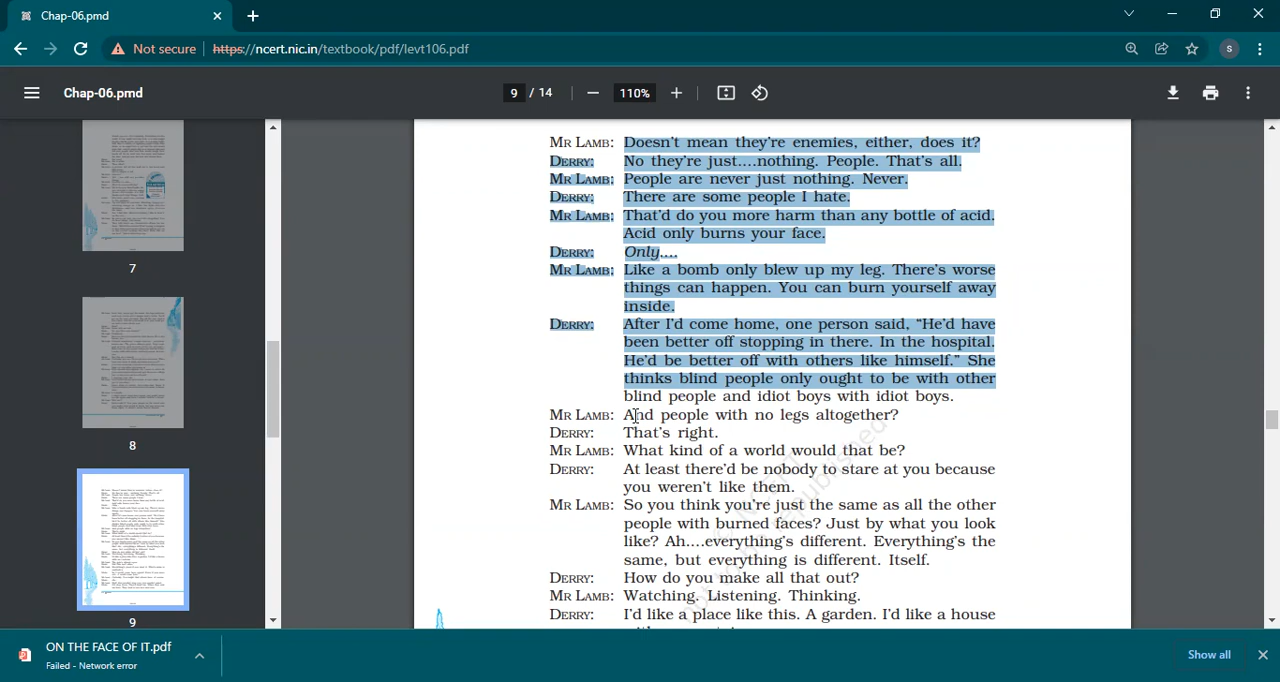 Chap-06.pmd
Not secure https://ncert.nic.in/textbook/pdf/levt106.pdf
S
Chap-06.pmd
9 / 14
110%
7
8
9
MR LAMB: Doesn't mean they're enemies, either, does it?
DERRY: No they're just....nothing. People. That's all.
MR LAMB: People are never just nothing. Never.
DERRY: There are some people I hate.
MR LAMB: That'd do you more harm than any bottle of acid.
Acid only burns your face.
DERRY: Only....
MR LAMB: Like a bomb only blew up my leg. There's worse
things can happen. You can burn yourself away
inside.
DERRY: After I'd come home, one person said, "He'd have
been better off stopping in there. In the hospital.
He'd be better off with others like himself." She
thinks blind people only ought to be with other
blind people and idiot boys with idiot boys.
MR LAMB: And people with no legs altogether?
DERRY: That's right.
MR LAMB: What kind of a world would that be?
DERRY: At least there'd be nobody to stare at you because
you weren't like them.
MR LAMB: So you think you're just the same as all the other
people with burned faces? Just by what you look
like? Ah....everything's different. Everything's the
same, but everything is different. Itself.
DERRY: How do you make all that out?
MR LAMB: Watching. Listening. Thinking.
DERRY: I'd like a place like this. A garden. I'd like a house
ON THE FACE OF IT.pdf
Failed - Network error
Show all